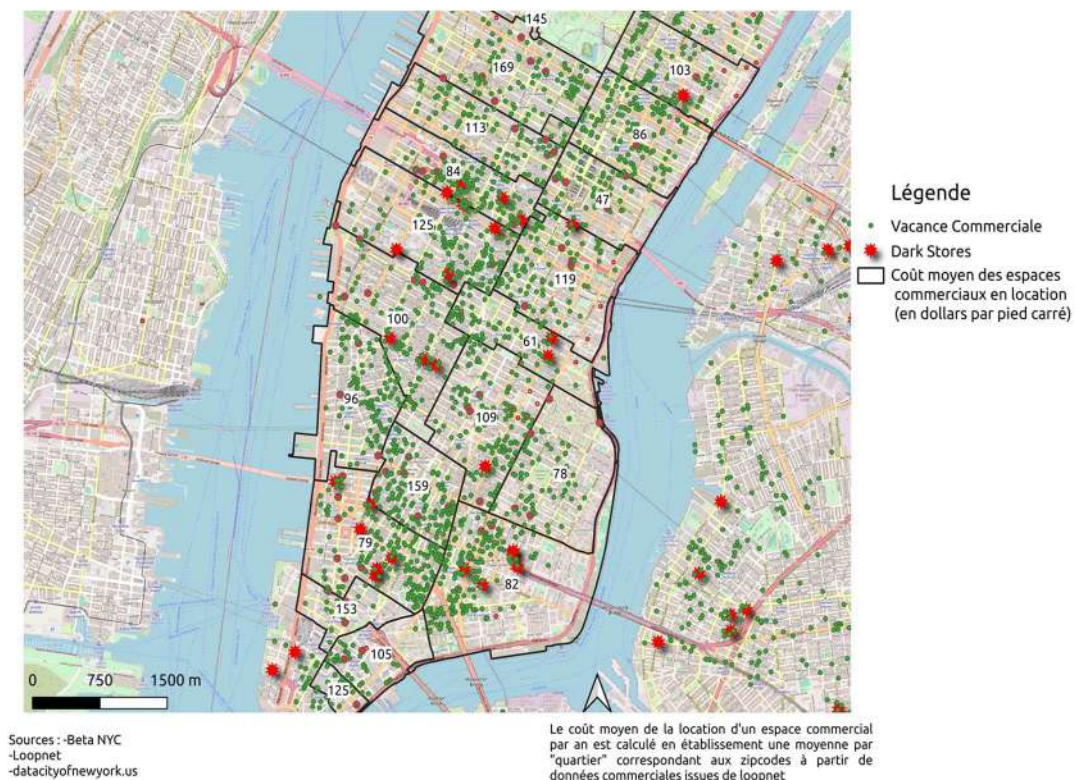 145
169
103
113
86
84
47
125
119
100
61
96
109
78
159
79
82
153
105
125
0 750 1500 m
Légende
Vacance Commerciale
Dark Stores
Coût moyen des espaces
commerciaux en location
(en dollars par pied carré)
Sources : -Beta NYC
-Loopnet
-datacityofnewyork.us
Le coût moyen de la location d'un espace commercial
par an est calculé en établissement une moyenne par
"quartier" correspondant aux zipcodes à partir de
données commerciales issues de loopnet